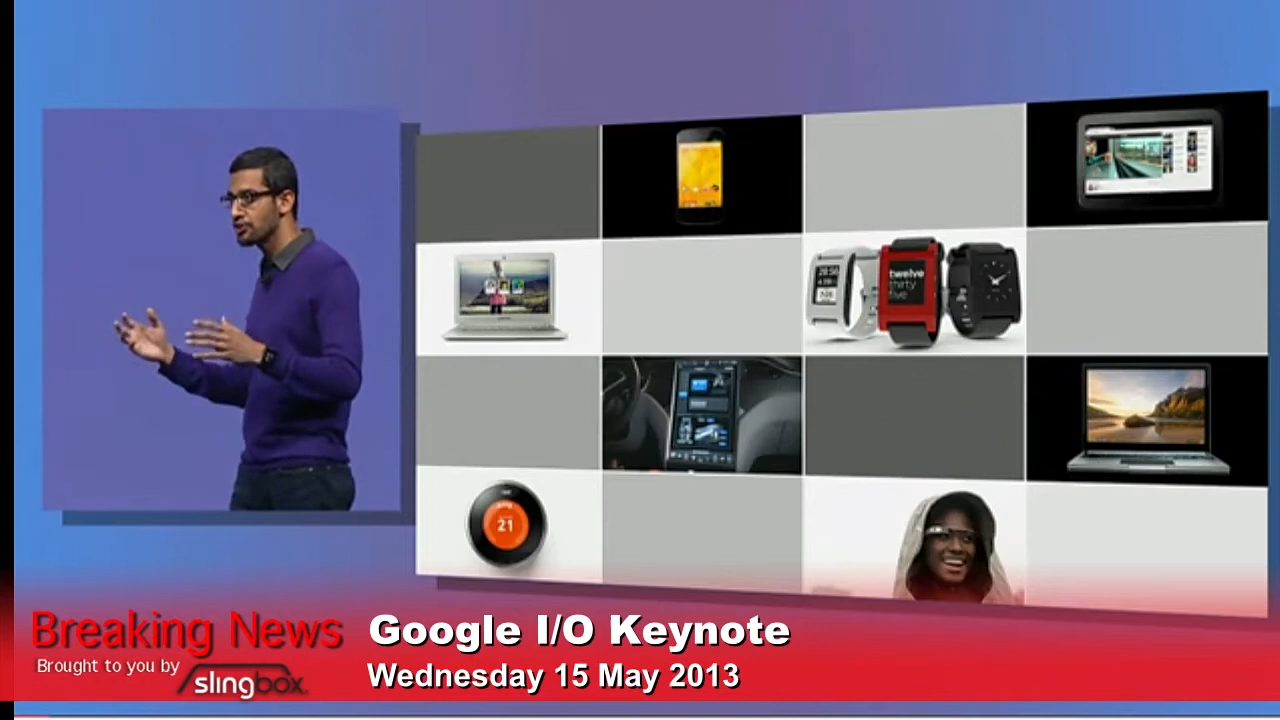 twelve
thirty
five
21
Breaking News
Google I/O Keynote
Brought to you by
slingbox
Wednesday 15 May 2013